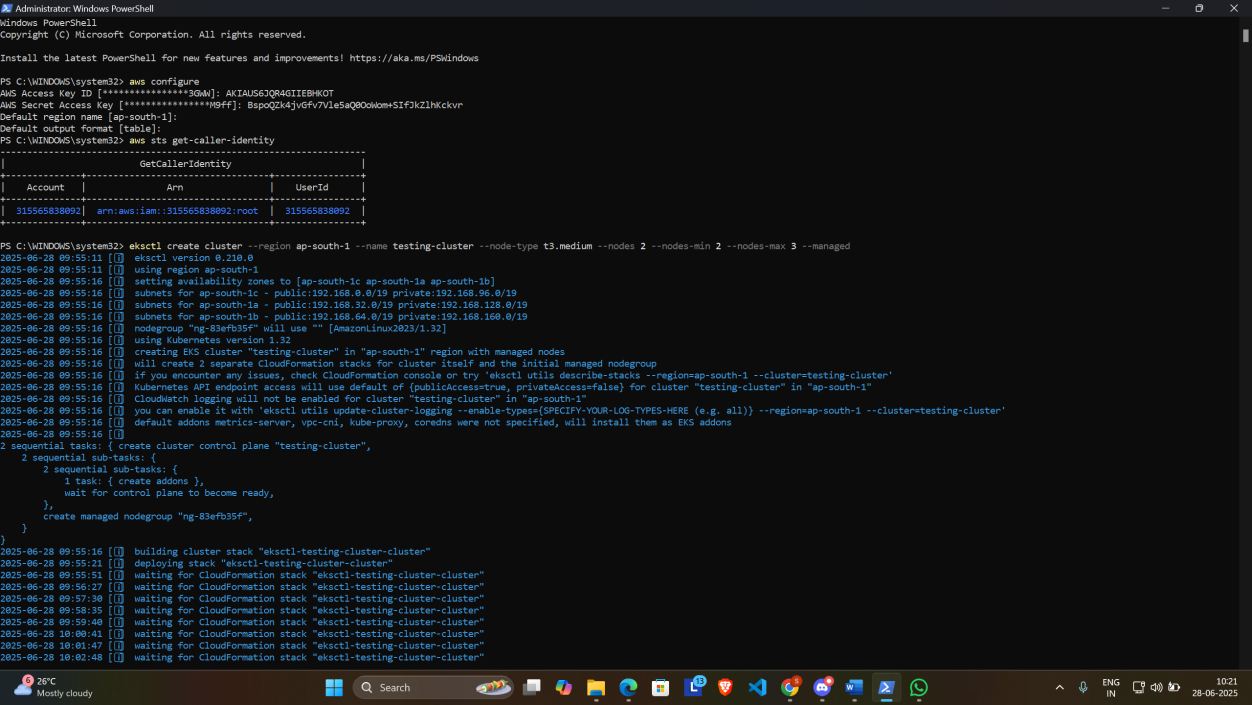 Administrator: Windows PowerShell
Windows PowerShell
Copyright (C) Microsoft Corporation. All rights reserved.
Install the latest PowerShell for new features and improvements! https://aka.ms/PSWindows
PS C:\WINDOWS\system32> aws configure
AWS Access Key ID [****************3GWW]: AKIAUS6JQR4GIIEBHKOT
AWS Secret Access Key [****************M9ff]: 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
Default region name [ap-south-1]:
Default output format [table]:
PS C:\WINDOWS\system32> aws sts get-caller-identity
--------------------------------------------------------------------
| GetCallerIdentity |
+--------------+----------------------------------+----------------+
| Account | Arn | UserId |
+--------------+----------------------------------+----------------+
| 315565838092| arn:aws:iam::315565838092:root | 315565838092 |
+--------------+----------------------------------+----------------+
PS C:\WINDOWS\system32> eksctl create cluster --region ap-south-1 --name testing-cluster --node-type t3.medium --nodes 2 --nodes-min 2 --nodes-max 3 --managed
2025-06-28 09:55:11 [i] eksctl version 0.210.0
2025-06-28 09:55:11 [i] using region ap-south-1
2025-06-28 09:55:16 [i] setting availability zones to [ap-south-1c ap-south-1a ap-south-1b]
2025-06-28 09:55:16 [i] subnets for ap-south-1c - public:192.168.0.0/19 private:192.168.96.0/19
2025-06-28 09:55:16 [i] subnets for ap-south-1a - public:192.168.32.0/19 private:192.168.128.0/19
2025-06-28 09:55:16 [i] subnets for ap-south-1b - public:192.168.64.0/19 private:192.168.160.0/19
2025-06-28 09:55:16 [i] nodegroup "ng-83efb35f" will use "" [AmazonLinux2023/1.32]
2025-06-28 09:55:16 [i] using Kubernetes version 1.32
2025-06-28 09:55:16 [i] creating EKS cluster "testing-cluster" in "ap-south-1" region with managed nodes
2025-06-28 09:55:16 [i] will create 2 separate CloudFormation stacks for cluster itself and the initial managed nodegroup
2025-06-28 09:55:16 [i] if you encounter any issues, check CloudFormation console or try 'eksctl utils describe-stacks --region=ap-south-1 --cluster=testing-cluster'
2025-06-28 09:55:16 [i] Kubernetes API endpoint access will use default of {publicAccess=true, privateAccess=false} for cluster "testing-cluster" in "ap-south-1"
2025-06-28 09:55:16 [i] CloudWatch logging will not be enabled for cluster "testing-cluster" in "ap-south-1"
2025-06-28 09:55:16 [i] you can enable it with 'eksctl utils update-cluster-logging --enable-types={SPECIFY-YOUR-LOG-TYPES-HERE (e.g. all)} --region=ap-south-1 --cluster=testing-cluster'
2025-06-28 09:55:16 [i] default addons metrics-server, vpc-cni, kube-proxy, coredns were not specified, will install them as EKS addons
2025-06-28 09:55:16 [i]
2 sequential tasks: { create cluster control plane "testing-cluster",
2 sequential sub-tasks: {
2 sequential sub-tasks: {
1 task: { create addons },
wait for control plane to become ready,
},
create managed nodegroup "ng-83efb35f",
}
}
2025-06-28 09:55:16 [i] building cluster stack "eksctl-testing-cluster-cluster"
2025-06-28 09:55:21 [i] deploying stack "eksctl-testing-cluster-cluster"
2025-06-28 09:55:51 [i] waiting for CloudFormation stack "eksctl-testing-cluster-cluster"
2025-06-28 09:56:27 [i] waiting for CloudFormation stack "eksctl-testing-cluster-cluster"
2025-06-28 09:57:30 [i] waiting for CloudFormation stack "eksctl-testing-cluster-cluster"
2025-06-28 09:58:35 [i] waiting for CloudFormation stack "eksctl-testing-cluster-cluster"
2025-06-28 09:59:40 [i] waiting for CloudFormation stack "eksctl-testing-cluster-cluster"
2025-06-28 10:00:41 [i] waiting for CloudFormation stack "eksctl-testing-cluster-cluster"
2025-06-28 10:01:47 [i] waiting for CloudFormation stack "eksctl-testing-cluster-cluster"
2025-06-28 10:02:48 [i] waiting for CloudFormation stack "eksctl-testing-cluster-cluster"
6
26°C
Mostly cloudy
Search
L
13
5
W
ENG
IN
10:21
28-06-2025